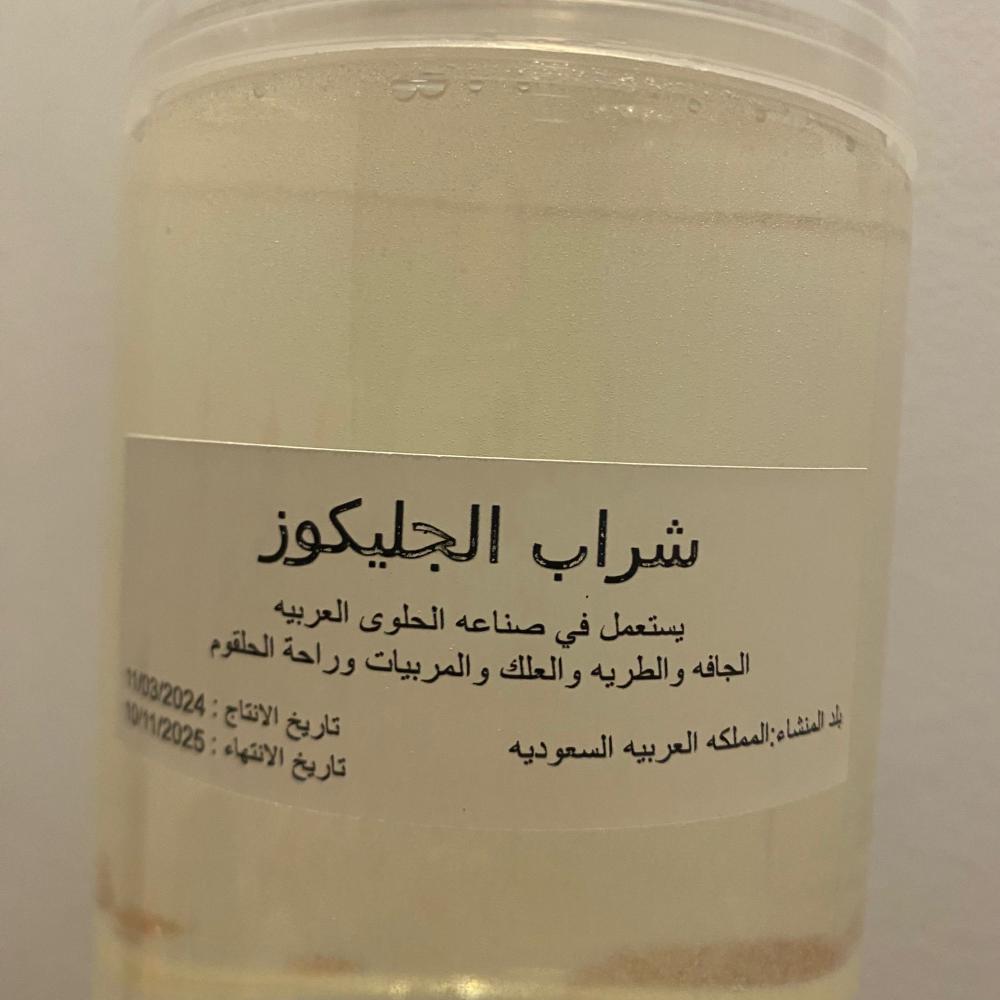 شراب الجليكوز
يستعمل في صناعه الحلوى العربيه
الجافه والطريه والعلك والمربيات وراحة الحلقوم
بلد المنشاء:المملكه العربيه السعوديه
تاريخ الانتاج : 11/03/2024
تاريخ الانتهاء : 10/11/2025